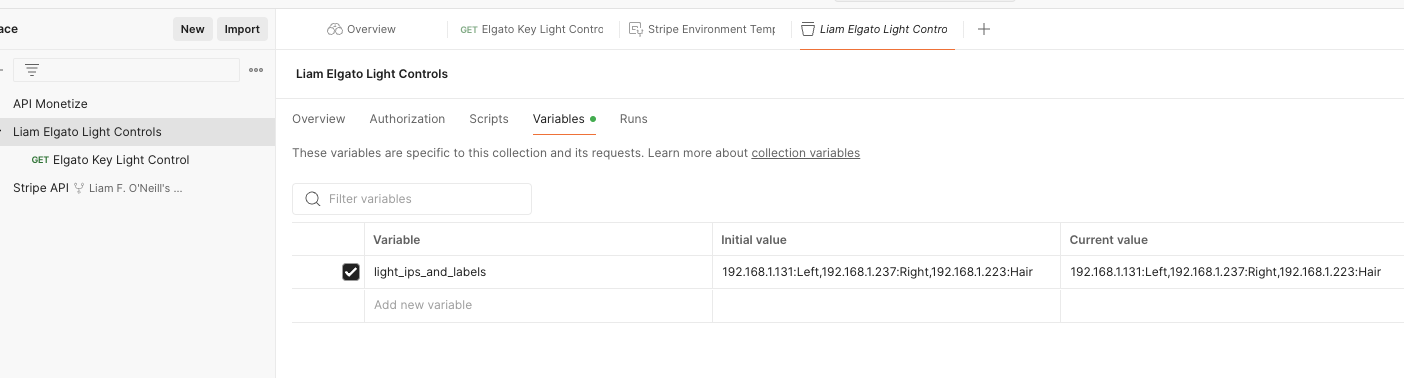 ace
New
Import
Overview
GET Elgato Key Light Contrc
Stripe Environment Temp
Liam Elgato Light Contro
Liam Elgato Light Controls
API Monetize
Liam Elgato Light Controls
GET Elgato Key Light Control
Stripe API Liam F. O'Neill's ...
Overview
Authorization
Scripts
Variables
Runs
These variables are specific to this collection and its requests. Learn more about collection variables
Filter variables
Variable
Initial value
Current value
light_ips_and_labels
192.168.1.131:Left,192.168.1.237:Right,192.168.1.223:Hair
192.168.1.131:Left,192.168.1.237:Right,192.168.1.223:Hair
Add new variable